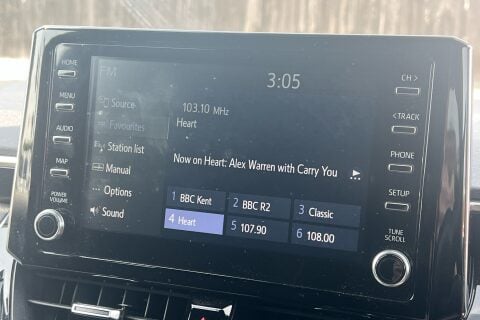 HOME
MENU
AUDIO
MAP
POWER
VOLUME
FM
3:05
Source
Favourites
Station list
Manual
Options
Sound
103.10 MHz
Heart
Now on Heart: Alex Warren with Carry You
1 BBC Kent
2 BBC R2
3 Classic
4 Heart
5 107.90
6 108.00
CH >
< TRACK
PHONE
SETUP
TUNE
SCROLL